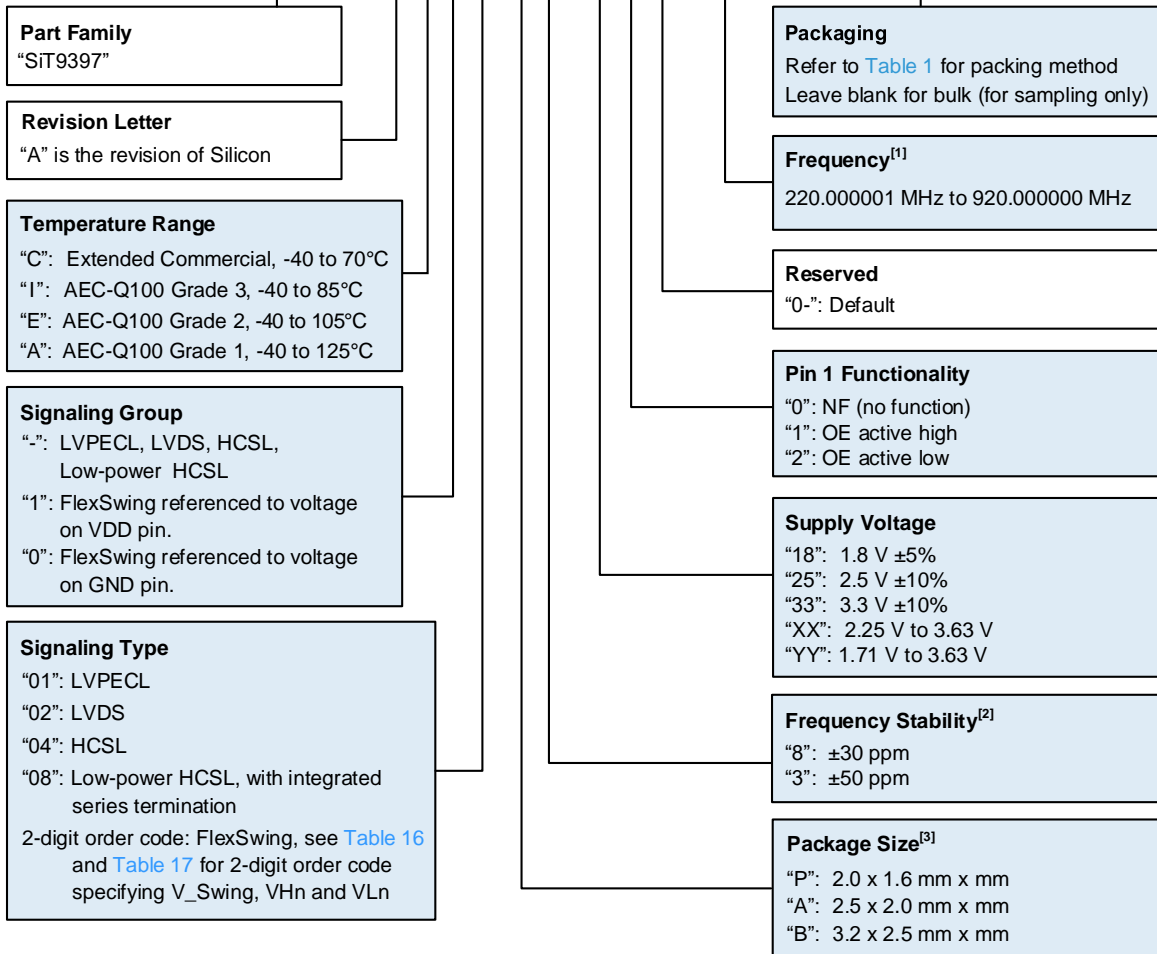 Part Family
“SiT9397”
Revision Letter
“A” is the revision of Silicon
Temperature Range
“C”: Extended Commercial, -40 to 70°C
“I”: AEC-Q100 Grade 3, -40 to 85°C
“E”: AEC-Q100 Grade 2, -40 to 105°C
“A”: AEC-Q100 Grade 1, -40 to 125°C
Signaling Group
“-”: LVPECL, LVDS, HCSL,
Low-power HCSL
“1”: FlexSwing referenced to voltage
on VDD pin.
“0”: FlexSwing referenced to voltage
on GND pin.
Signaling Type
“01”: LVPECL
“02”: LVDS
“04”: HCSL
“08”: Low-power HCSL, with integrated
series termination
2-digit order code: FlexSwing, see Table 16
and Table 17 for 2-digit order code
specifying V_Swing, VHn and VLn
Packaging
Refer to Table 1 for packing method
Leave blank for bulk (for sampling only)
Frequency[1]
220.000001 MHz to 920.000000 MHz
Reserved
“0-”: Default
Pin 1 Functionality
“0”: NF (no function)
“1”: OE active high
“2”: OE active low
Supply Voltage
“18”: 1.8 V ±5%
“25”: 2.5 V ±10%
“33”: 3.3 V ±10%
“XX”: 2.25 V to 3.63 V
“YY”: 1.71 V to 3.63 V
Frequency Stability[2]
“8”: ±30 ppm
“3”: ±50 ppm
Package Size[3]
“P”: 2.0 x 1.6 mm x mm
“A”: 2.5 x 2.0 mm x mm
“B”: 3.2 x 2.5 mm x mm